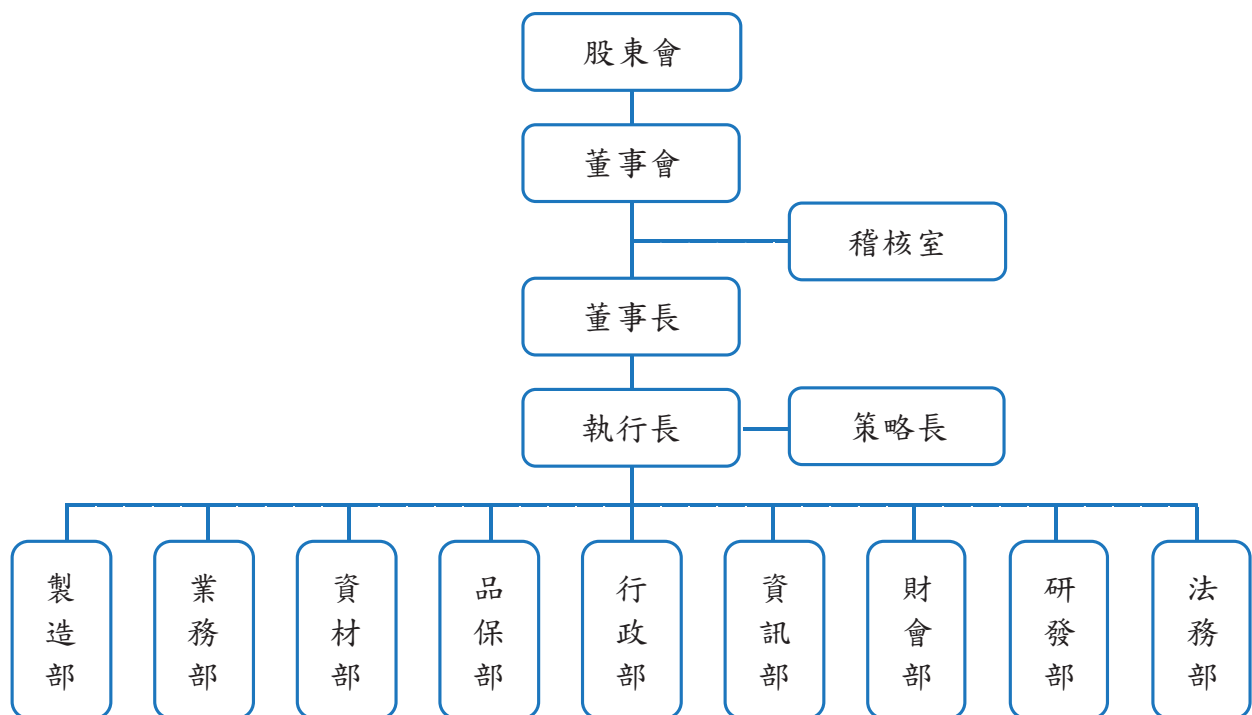 股東會
董事會
稽核室
董事長
執行長
策略長
製造部
業務部
資材部
品保部
行政部
資訊部
財會部
研發部
法務部